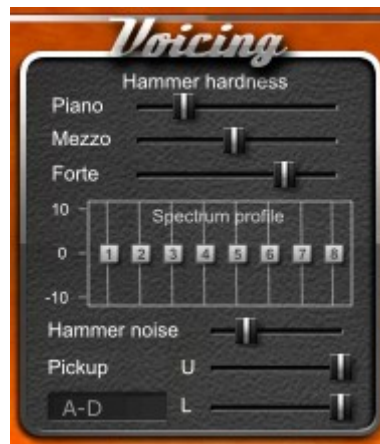 Voicing
Hammer hardness
Piano
Mezzo
Forte
10
Spectrum profile
0
1 2 3 4 5 6 7 8
-10
Hammer noise
Pickup U
A-D L